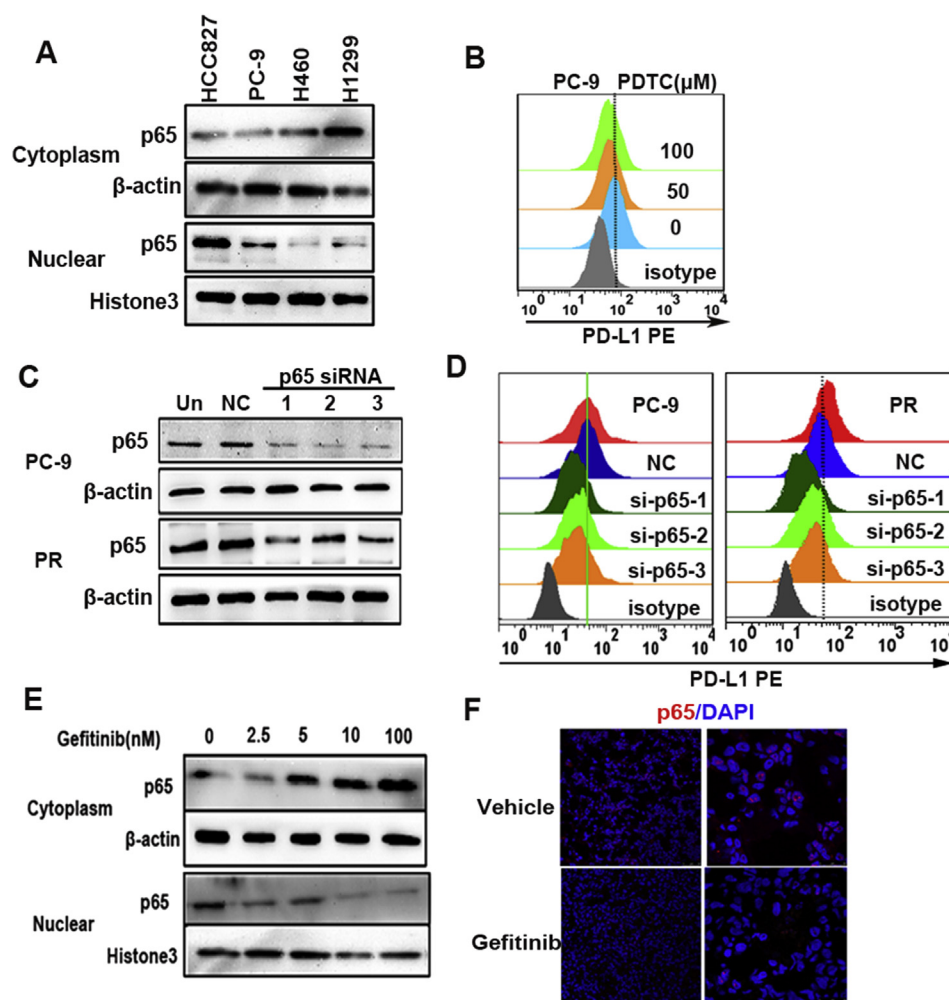 A
HCC827
PC-9
H460
H1299
Cytoplasm
p65
β-actin
Nuclear
p65
Histone3
B
PC-9 PDTC(μM)
100
50
0
isotype
10⁰ 10¹ 10² 10³ 10⁴
PD-L1 PE
C
p65 siRNA
Un NC 1 2 3
PC-9
p65
β-actin
PR
p65
β-actin
D
PC-9
NC
si-p65-1
si-p65-2
si-p65-3
isotype
10⁰ 10¹ 10² 10³ 10⁴
PR
NC
si-p65-1
si-p65-2
si-p65-3
isotype
10⁰ 10¹ 10² 10³ 10⁴
PD-L1 PE
E
Gefitinib(nM) 0 2.5 5 10 100
Cytoplasm
p65
β-actin
Nuclear
p65
Histone3
F
p65/DAPI
Vehicle
Gefitinib